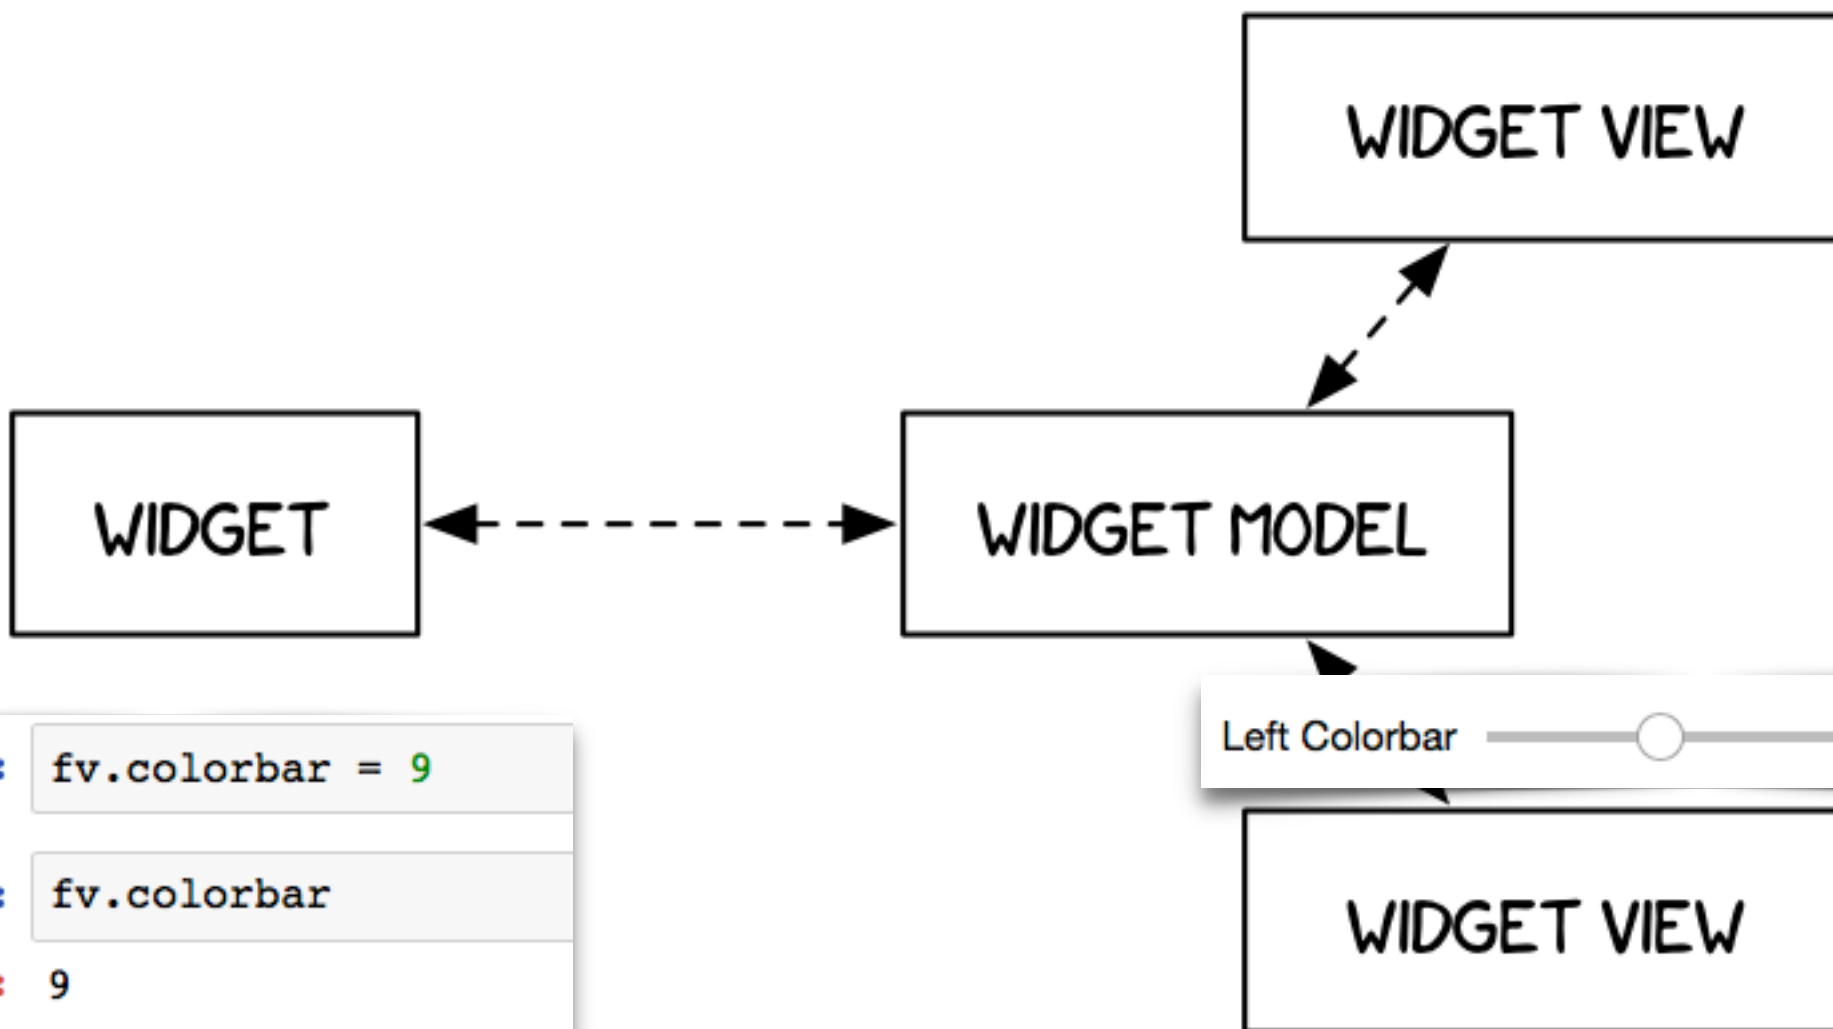 WIDGET VIEW
WIDGET
WIDGET MODEL
Left Colorbar
: fv.colorbar = 9
: fv.colorbar
: 9
WIDGET VIEW